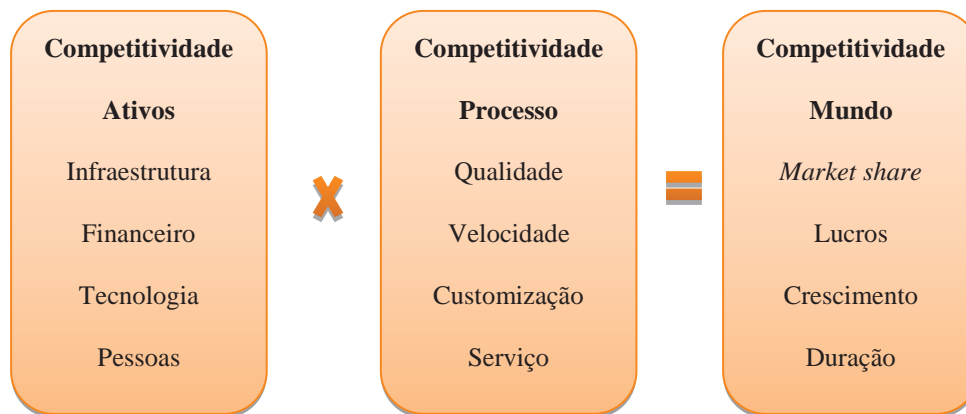 Competitividade
Ativos
Infraestrutura
Financeiro
Tecnologia
Pessoas
x
Competitividade
Processo
Qualidade
Velocidade
Customização
Serviço
=
Competitividade
Mundo
Market share
Lucros
Crescimento
Duração